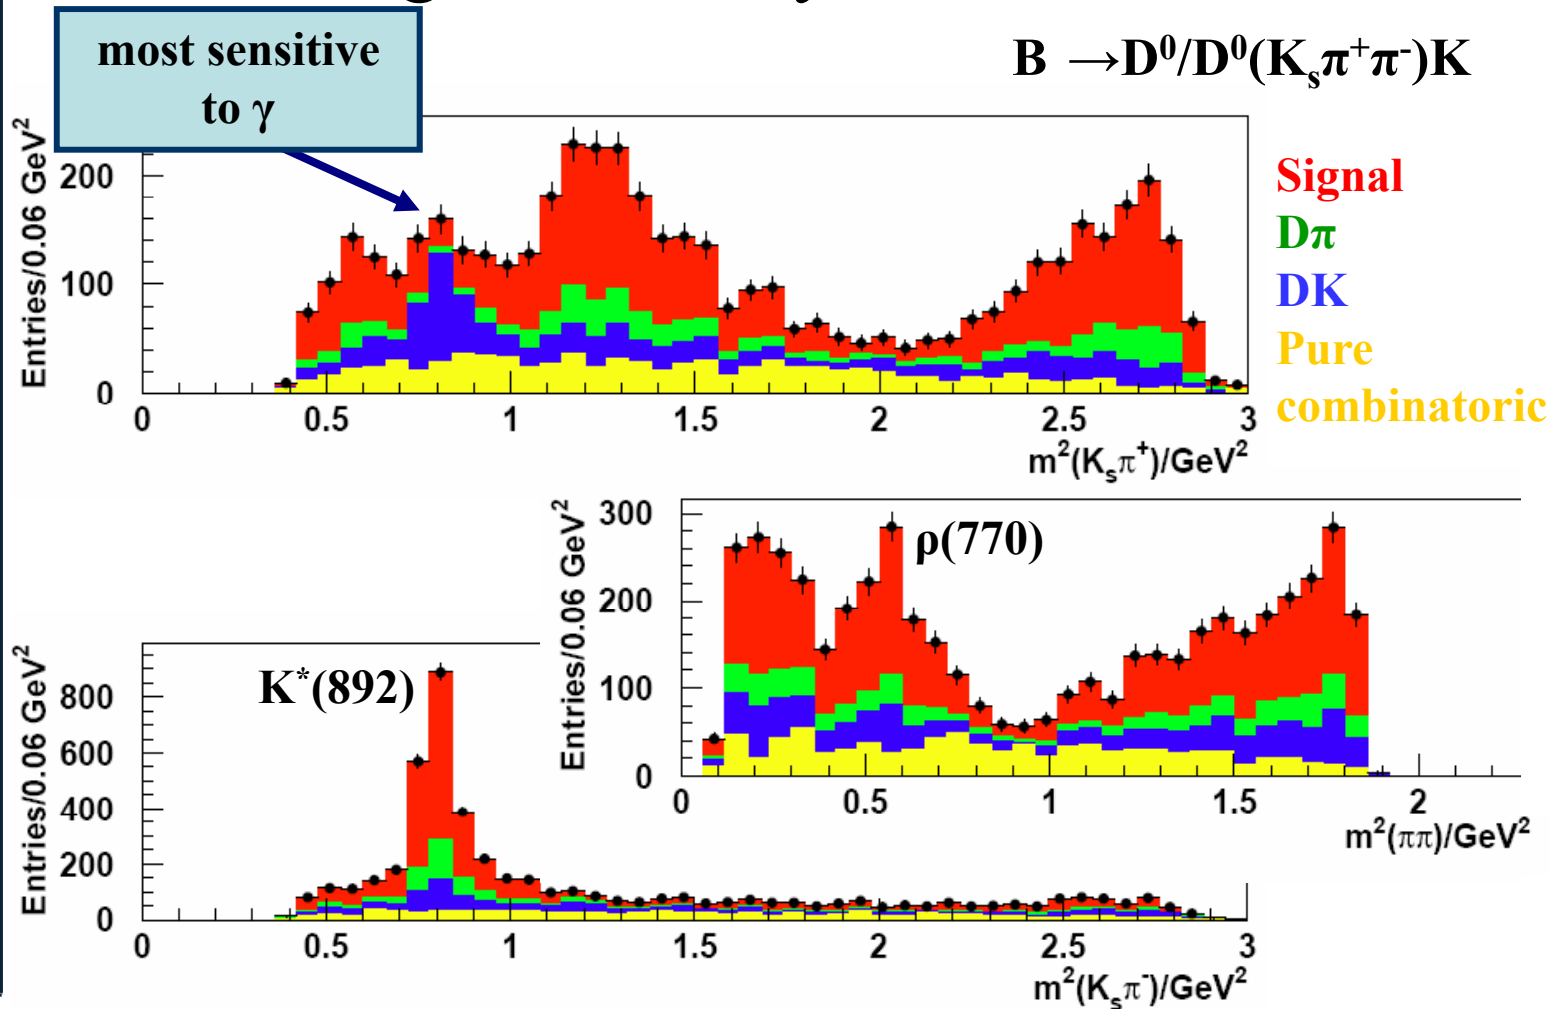 most sensitive
to γ
B →D⁰/D⁰(Kₛπ⁺π⁻)K
Entries/0.06 GeV²
200
100
0
0 0.5 1 1.5 2 2.5 3
m²(Kₛπ⁺)/GeV²
Signal
Dπ
DK
Pure
combinatoric
Entries/0.06 GeV²
300
200
100
0
ρ(770)
0 0.5 1 1.5 2
m²(ππ)/GeV²
Entries/0.06 GeV²
800
600
400
200
0
K*(892)
0 0.5 1 1.5 2 2.5 3
m²(Kₛπ⁻)/GeV²